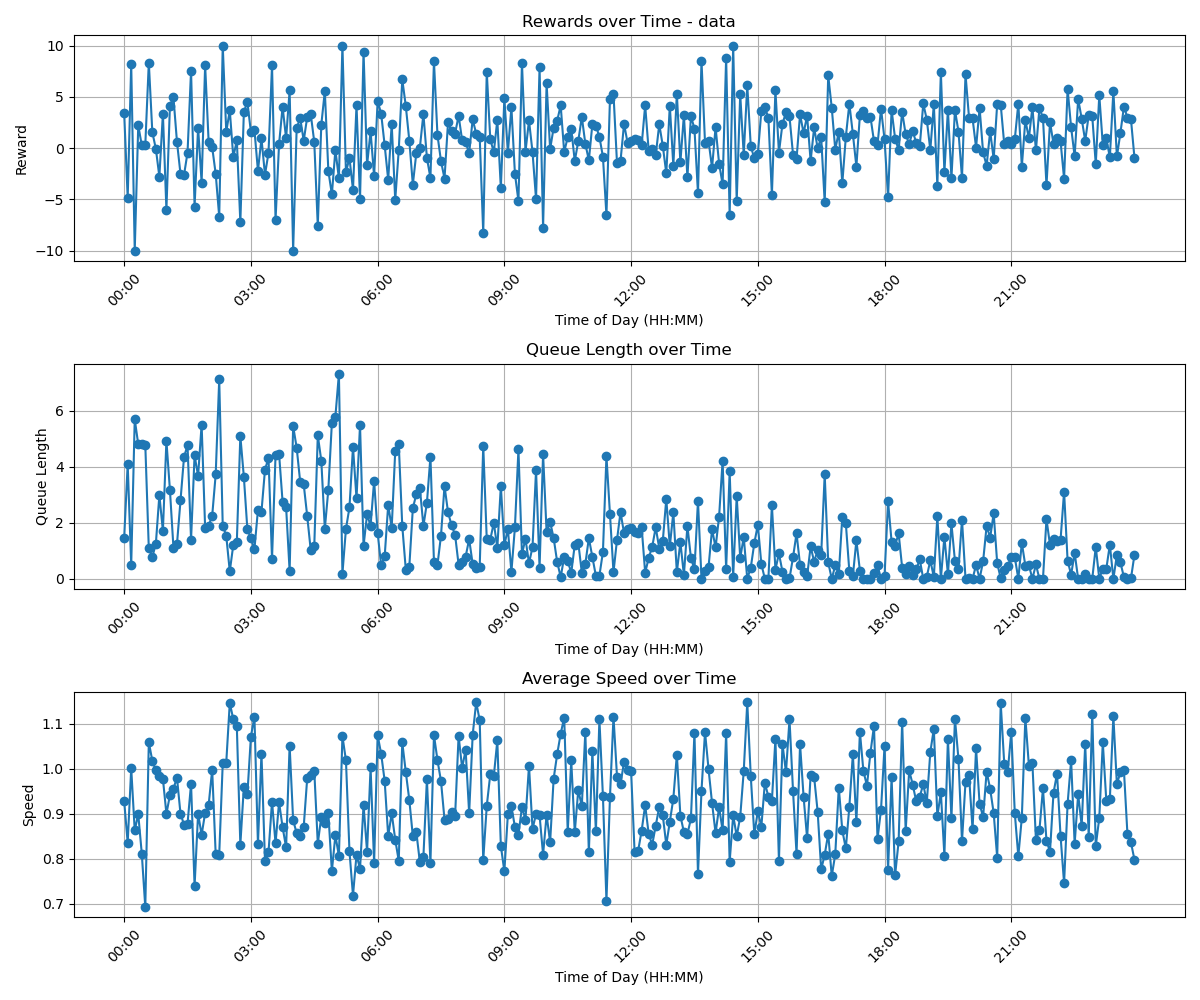 Rewards over Time - data
Reward
10
5
0
−5
−10
00:00 03:00 06:00 09:00 12:00 15:00 18:00 21:00
Time of Day (HH:MM)
Queue Length over Time
Queue Length
6
4
2
0
00:00 03:00 06:00 09:00 12:00 15:00 18:00 21:00
Time of Day (HH:MM)
Average Speed over Time
Speed
1.1
1.0
0.9
0.8
0.7
00:00 03:00 06:00 09:00 12:00 15:00 18:00 21:00
Time of Day (HH:MM)